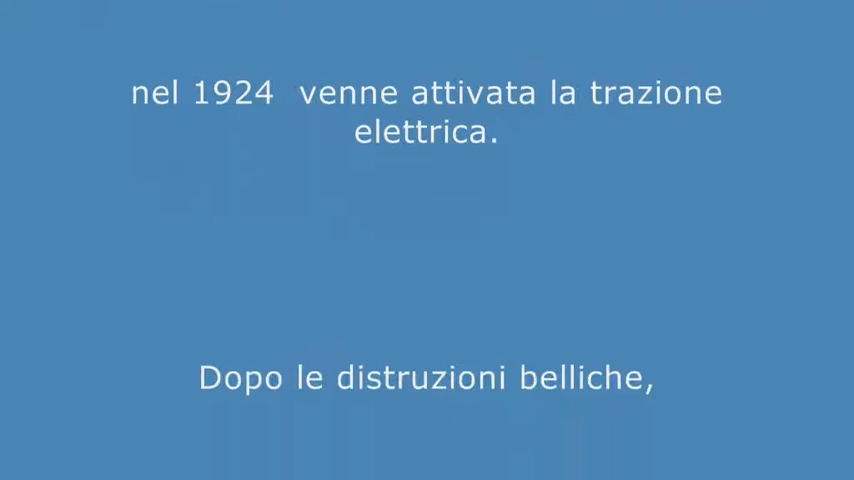 nel 1924  venne attivata la trazione
elettrica.
Dopo le distruzioni belliche,